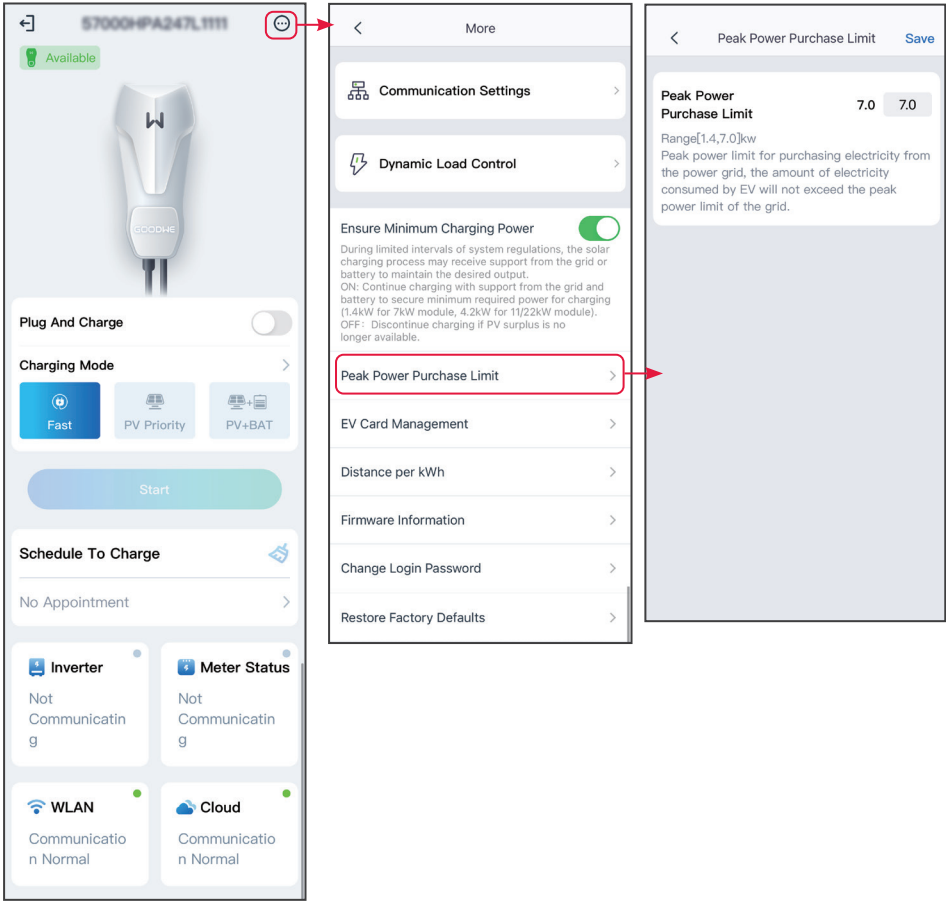 57000HPA247L1111
Available
GOODWE
Plug And Charge
Charging Mode
Fast
PV Priority
PV+BAT
Start
Schedule To Charge
No Appointment
Inverter
Not
Communicatin
g
Meter Status
Not
Communicatin
g
WLAN
Communicatio
n Normal
Cloud
Communicatio
n Normal
More
Communication Settings
Dynamic Load Control
Ensure Minimum Charging Power
During limited intervals of system regulations, the solar
charging process may receive support from the grid or
battery to maintain the desired output.
ON: Continue charging with support from the grid and
battery to secure minimum required power for charging
(1.4kW for 7kW module, 4.2kW for 11/22kW module).
OFF: Discontinue charging if PV surplus is no
longer available.
Peak Power Purchase Limit
EV Card Management
Distance per kWh
Firmware Information
Change Login Password
Restore Factory Defaults
Peak Power Purchase Limit Save
Peak Power
Purchase Limit
7.0 7.0
Range[1.4,7.0]kw
Peak power limit for purchasing electricity from
the power grid, the amount of electricity
consumed by EV will not exceed the peak
power limit of the grid.